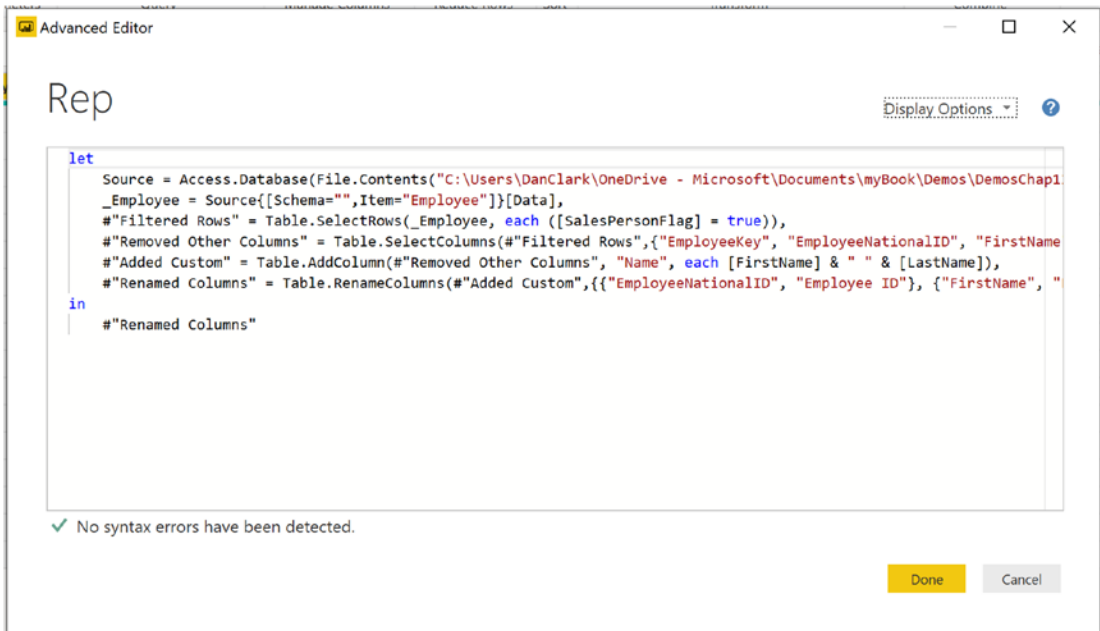 Advanced Editor
Rep
Display Options
let
Source = Access.Database(File.Contents("C:\Users\DanClark\OneDrive - Microsoft\Documents\myBook\Demos\DemosChap1
_Employee = Source{[Schema="",Item="Employee"]}[Data],
#"Filtered Rows" = Table.SelectRows(_Employee, each ([SalesPersonFlag] = true)),
#"Removed Other Columns" = Table.SelectColumns(#"Filtered Rows",{"EmployeeKey", "EmployeeNationalID", "FirstName
#"Added Custom" = Table.AddColumn(#"Removed Other Columns", "Name", each [FirstName] & " " & [LastName]),
#"Renamed Columns" = Table.RenameColumns(#"Added Custom",{{"EmployeeNationalID", "Employee ID"}, {"FirstName", "
in
#"Renamed Columns"
No syntax errors have been detected.
Done Cancel